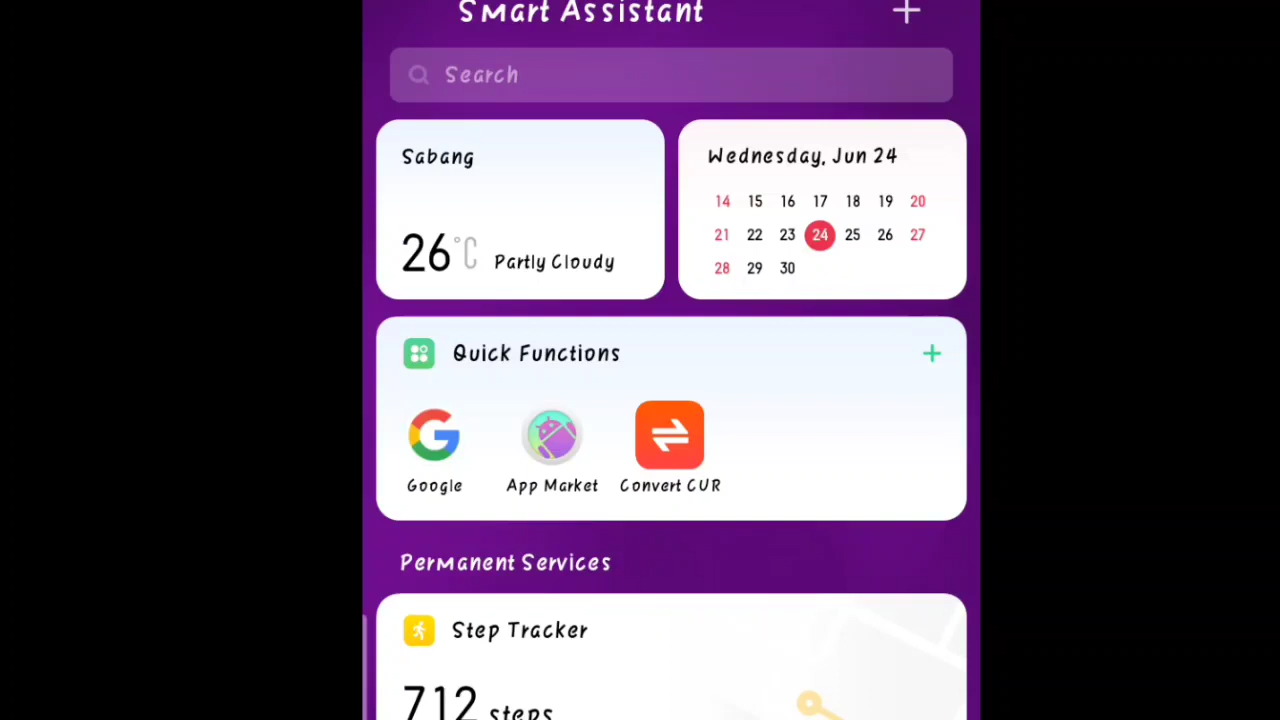 Smart Assistant
Search
Sabang
26°C Partly Cloudy
Wednesday, Jun 24
14 15 16 17 18 19 20
21 22 23 24 25 26 27
28 29 30
Quick Functions
Google
App Market
Convert CUR
Permanent Services
Step Tracker
712 steps